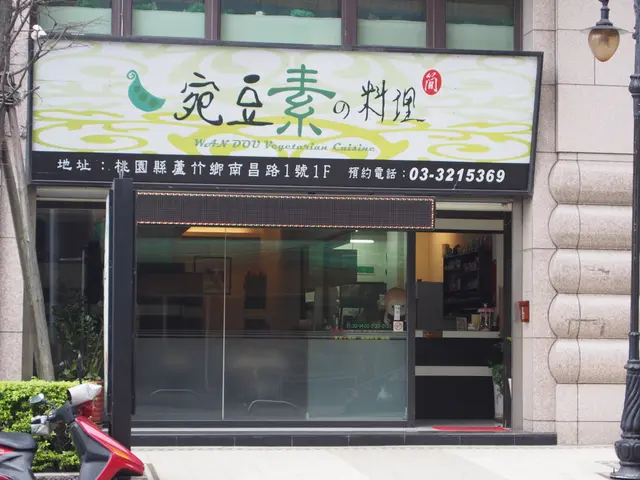 宛豆素の料理
WAN DOU Vegetarian Cuisine
地址：桃園縣蘆竹鄉南昌路1號1F 預約電話：03-3215369